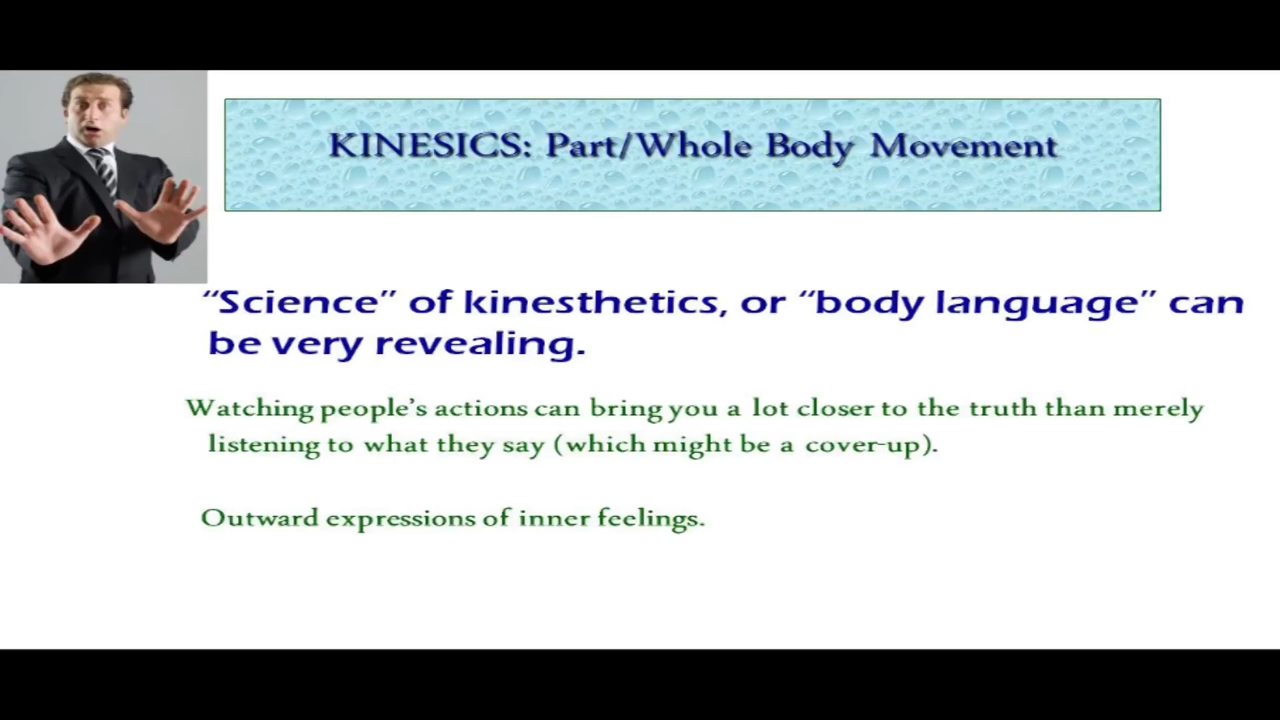 KINESICS: Part/Whole Body Movement
“Science” of kinesthetics, or “body language” can
be very revealing.
Watching people’s actions can bring you a lot closer to the truth than merely
listening to what they say (which might be a cover-up).
Outward expressions of inner feelings.